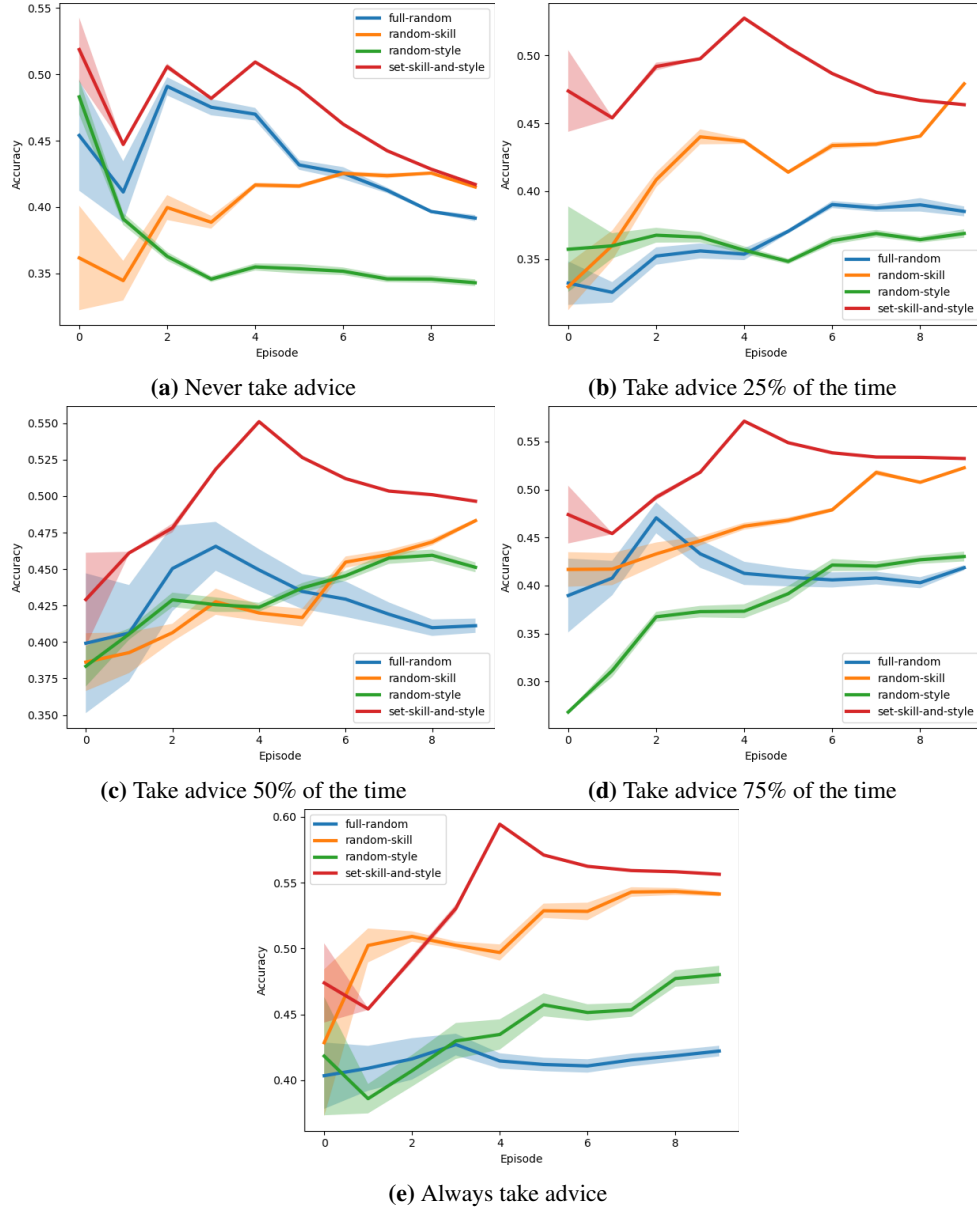 0.55
0.50
0.45
0.40
0.35
Accuracy
full-random
random-skill
random-style
set-skill-and-style
0 2 4 6 8
Episode
(a) Never take advice
0.50
0.45
0.40
0.35
Accuracy
full-random
random-skill
random-style
set-skill-and-style
0 2 4 6 8
Episode
(b) Take advice 25% of the time
0.550
0.525
0.500
0.475
0.450
0.425
0.400
0.375
0.350
Accuracy
full-random
random-skill
random-style
set-skill-and-style
0 2 4 6 8
Episode
(c) Take advice 50% of the time
0.55
0.50
0.45
0.40
0.35
0.30
Accuracy
full-random
random-skill
random-style
set-skill-and-style
0 2 4 6 8
Episode
(d) Take advice 75% of the time
0.60
0.55
0.50
0.45
0.40
Accuracy
full-random
random-skill
random-style
set-skill-and-style
0 2 4 6 8
Episode
(e) Always take advice